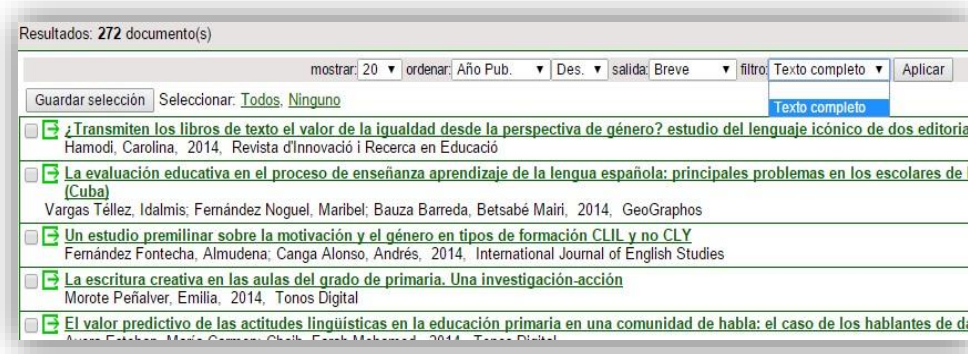 Resultados: 272 documento(s)
mostrar: 20 ordenar: Año Pub. Des. salida: Breve filtro: Texto completo Aplicar
Texto completo
Guardar selección Seleccionar: Todos, Ninguno
¿Transmiten los libros de texto el valor de la igualdad desde la perspectiva de género? estudio del lenguaje icónico de dos editoria
Hamodi, Carolina, 2014, Revista d'Innovació i Recerca en Educació
La evaluación educativa en el proceso de enseñanza aprendizaje de la lengua española: principales problemas en los escolares de
(Cuba)
Vargas Téllez, Idalmis; Fernández Noguel, Maribel; Bauza Barreda, Betsabé Mairi, 2014, GeoGraphos
Un estudio premilinar sobre la motivación y el género en tipos de formación CLIL y no CLY
Fernández Fontecha, Almudena; Canga Alonso, Andrés, 2014, International Journal of English Studies
La escritura creativa en las aulas del grado de primaria. Una investigación-acción
Morote Peñalver, Emilia, 2014, Tonos Digital
El valor predictivo de las actitudes lingüísticas en la educación primaria en una comunidad de habla: el caso de los hablantes de